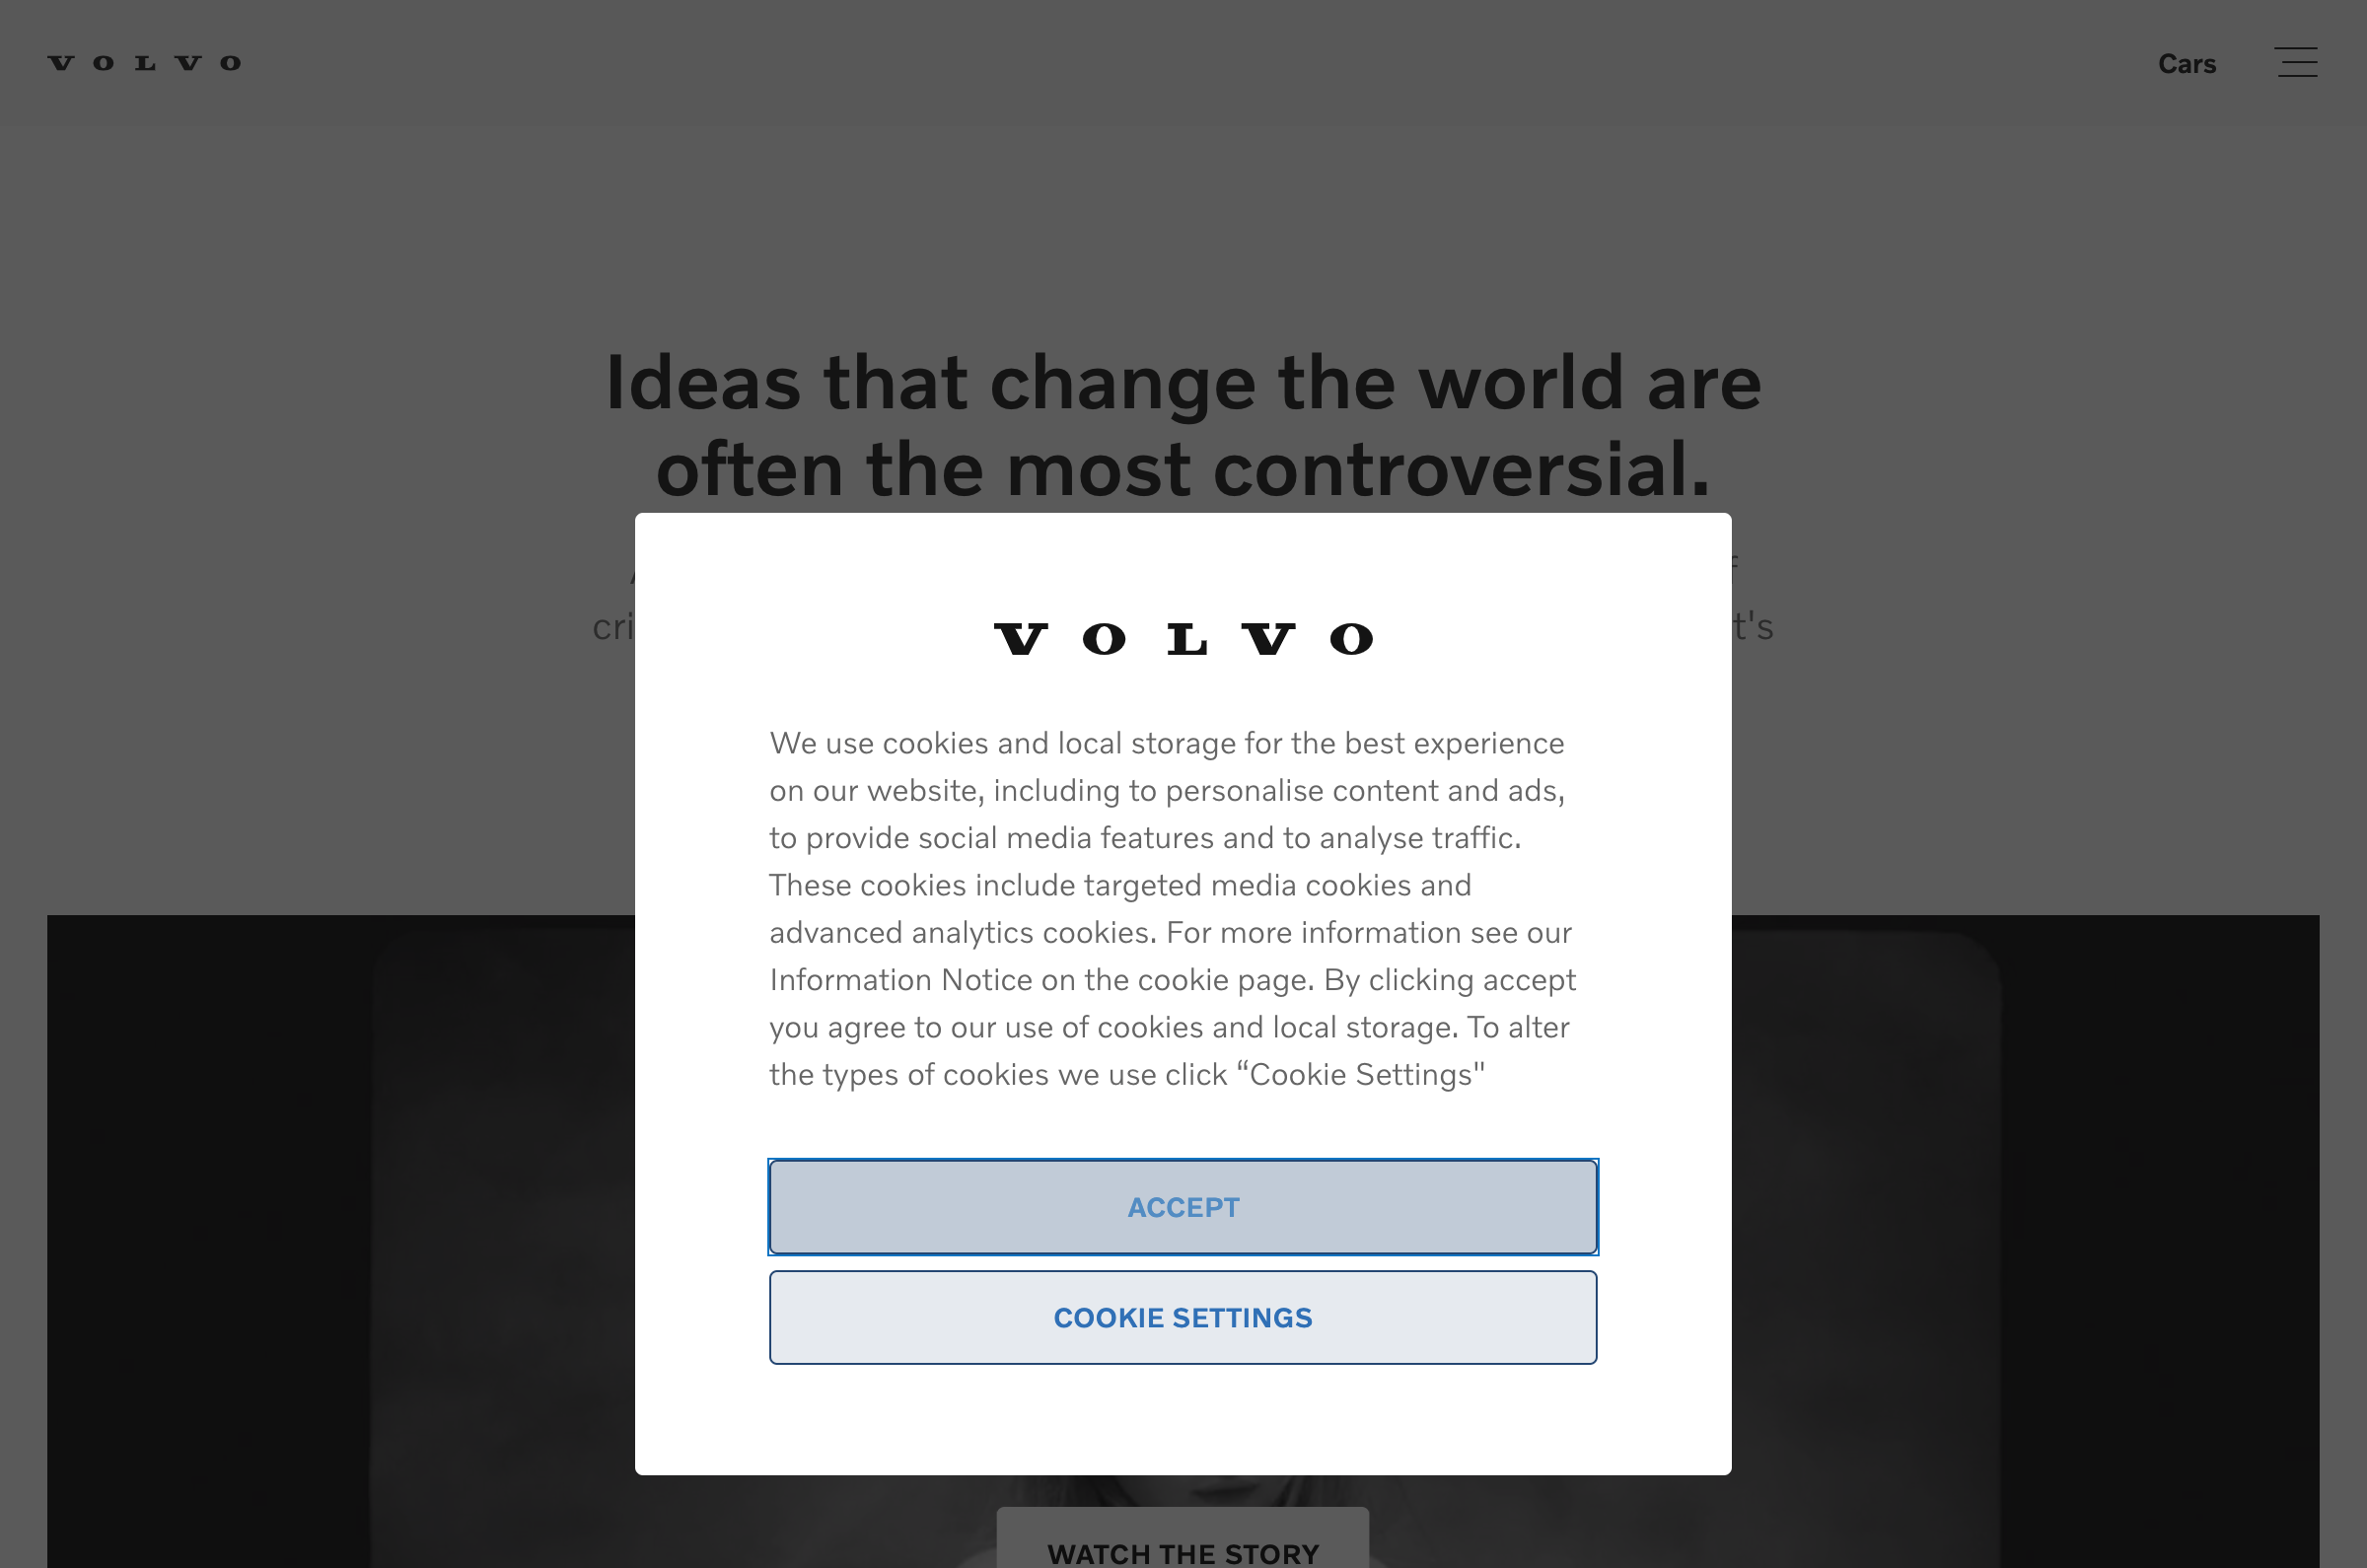 VOLVO
Cars
Ideas that change the world are
often the most controversial.
cri
t's
VOLVO
We use cookies and local storage for the best experience
on our website, including to personalise content and ads,
to provide social media features and to analyse traffic.
These cookies include targeted media cookies and
advanced analytics cookies. For more information see our
Information Notice on the cookie page. By clicking accept
you agree to our use of cookies and local storage. To alter
the types of cookies we use click “Cookie Settings"
ACCEPT
COOKIE SETTINGS
WATCH THE STORY